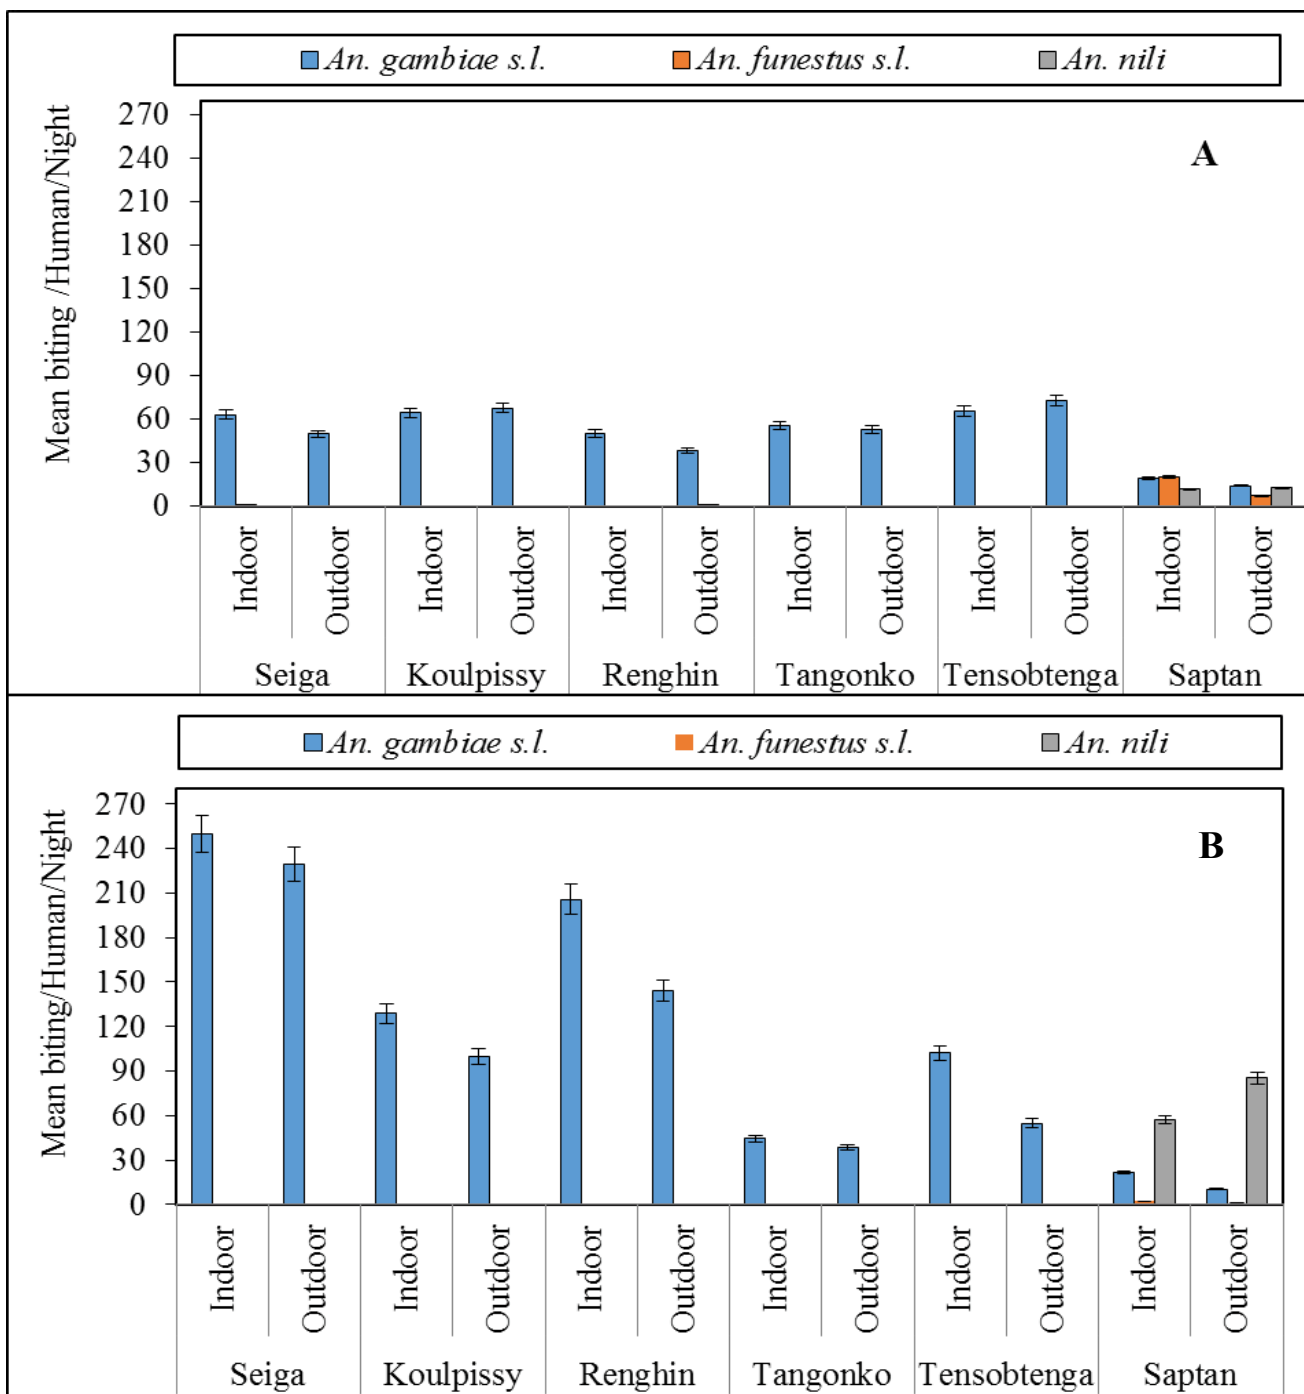 An. gambiae s.l. An. funestus s.l. An. nili
A
Mean biting /Human/Night
270
240
210
180
150
120
90
60
30
0
Indoor Outdoor Indoor Outdoor Indoor Outdoor Indoor Outdoor Indoor Outdoor Indoor Outdoor
Seiga Koulpissy Renghin Tangonko Tensobtenga Saptan
An. gambiae s.l. An. funestus s.l. An. nili
B
Mean biting/Human/Night
270
240
210
180
150
120
90
60
30
0
Indoor Outdoor Indoor Outdoor Indoor Outdoor Indoor Outdoor Indoor Outdoor Indoor Outdoor
Seiga Koulpissy Renghin Tangonko Tensobtenga Saptan